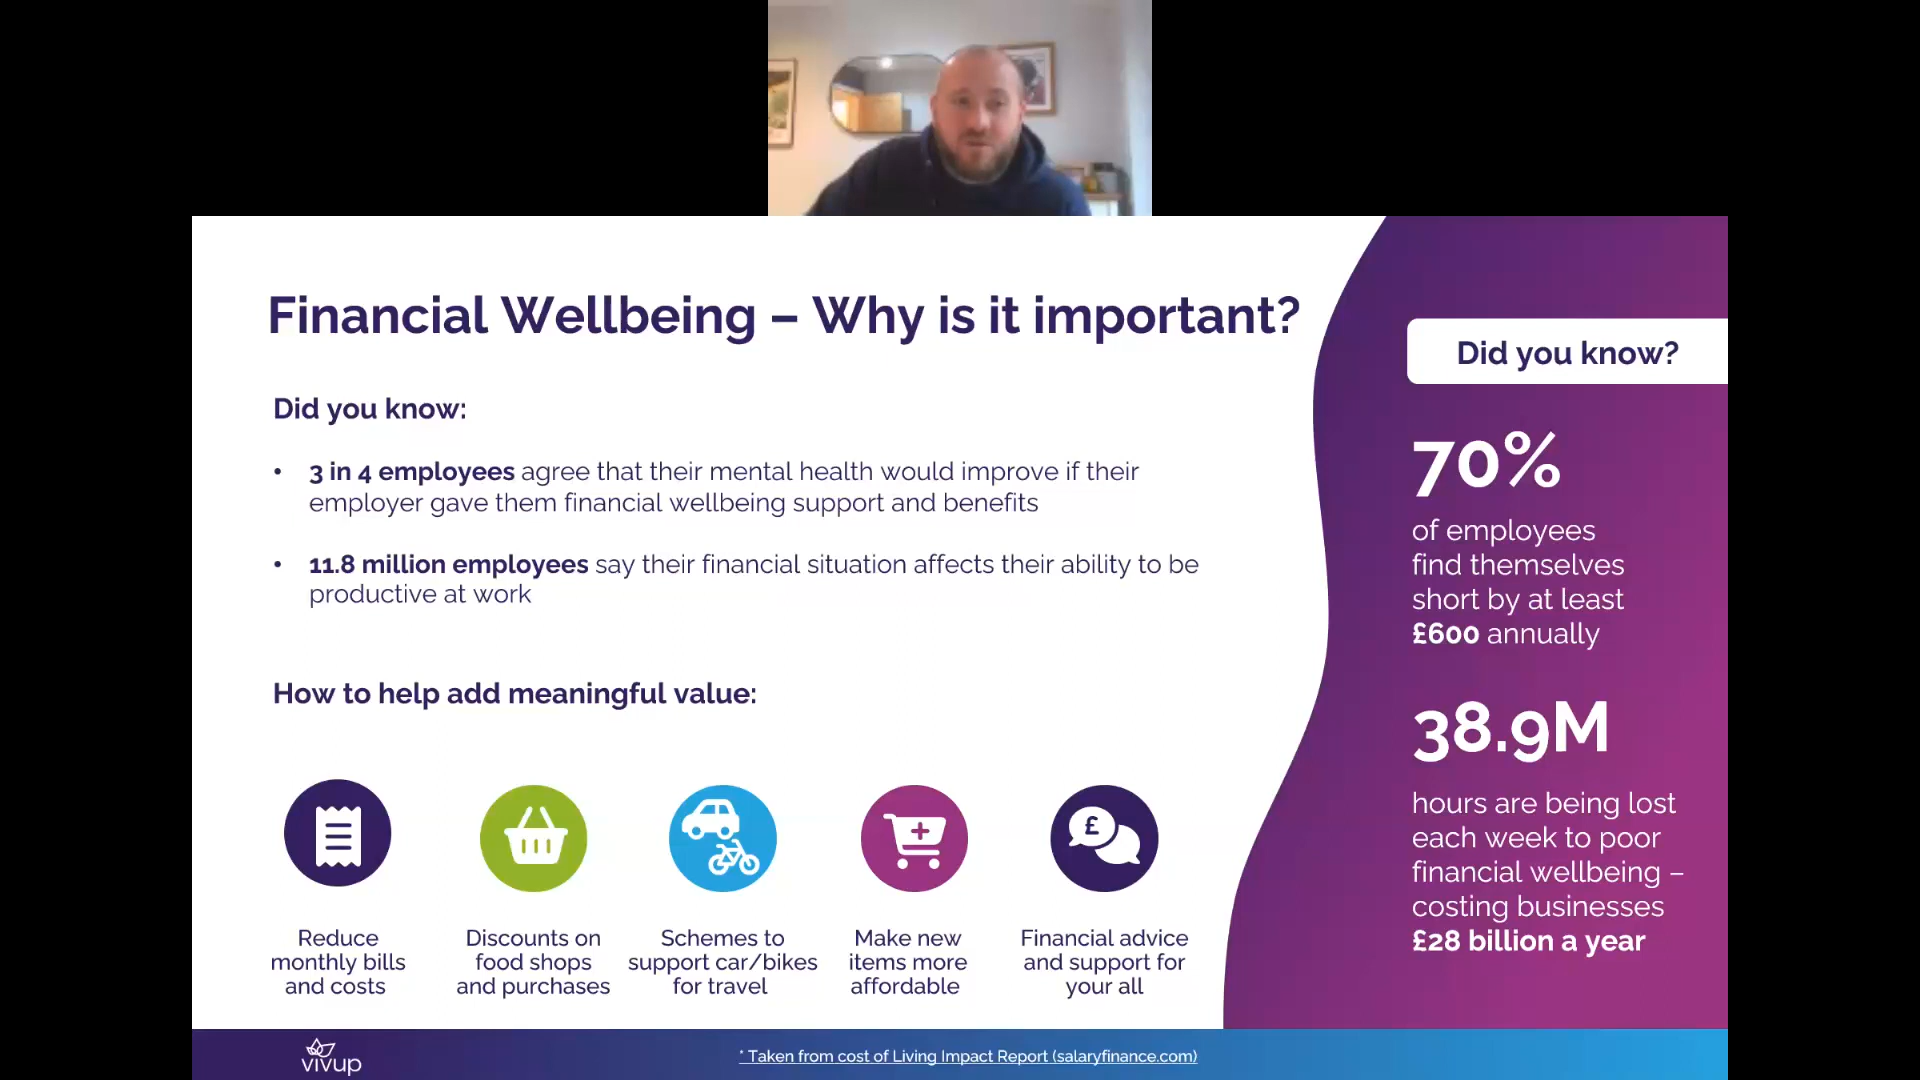 Financial Wellbeing – Why is it important?
Did you know:
• 3 in 4 employees agree that their mental health would improve if their
employer gave them financial wellbeing support and benefits
• 11.8 million employees say their financial situation affects their ability to be
productive at work
How to help add meaningful value:
£
Reduce
monthly bills
and costs
Discounts on
food shops
and purchases
Schemes to
support car/bikes
for travel
Make new
items more
affordable
Financial advice
and support for
your all
Did you know?
70%
of employees
find themselves
short by at least
£600 annually
38.9M
hours are being lost
each week to poor
financial wellbeing –
costing businesses
£28 billion a year
vivup
* Taken from cost of Living Impact Report (salaryfinance.com)